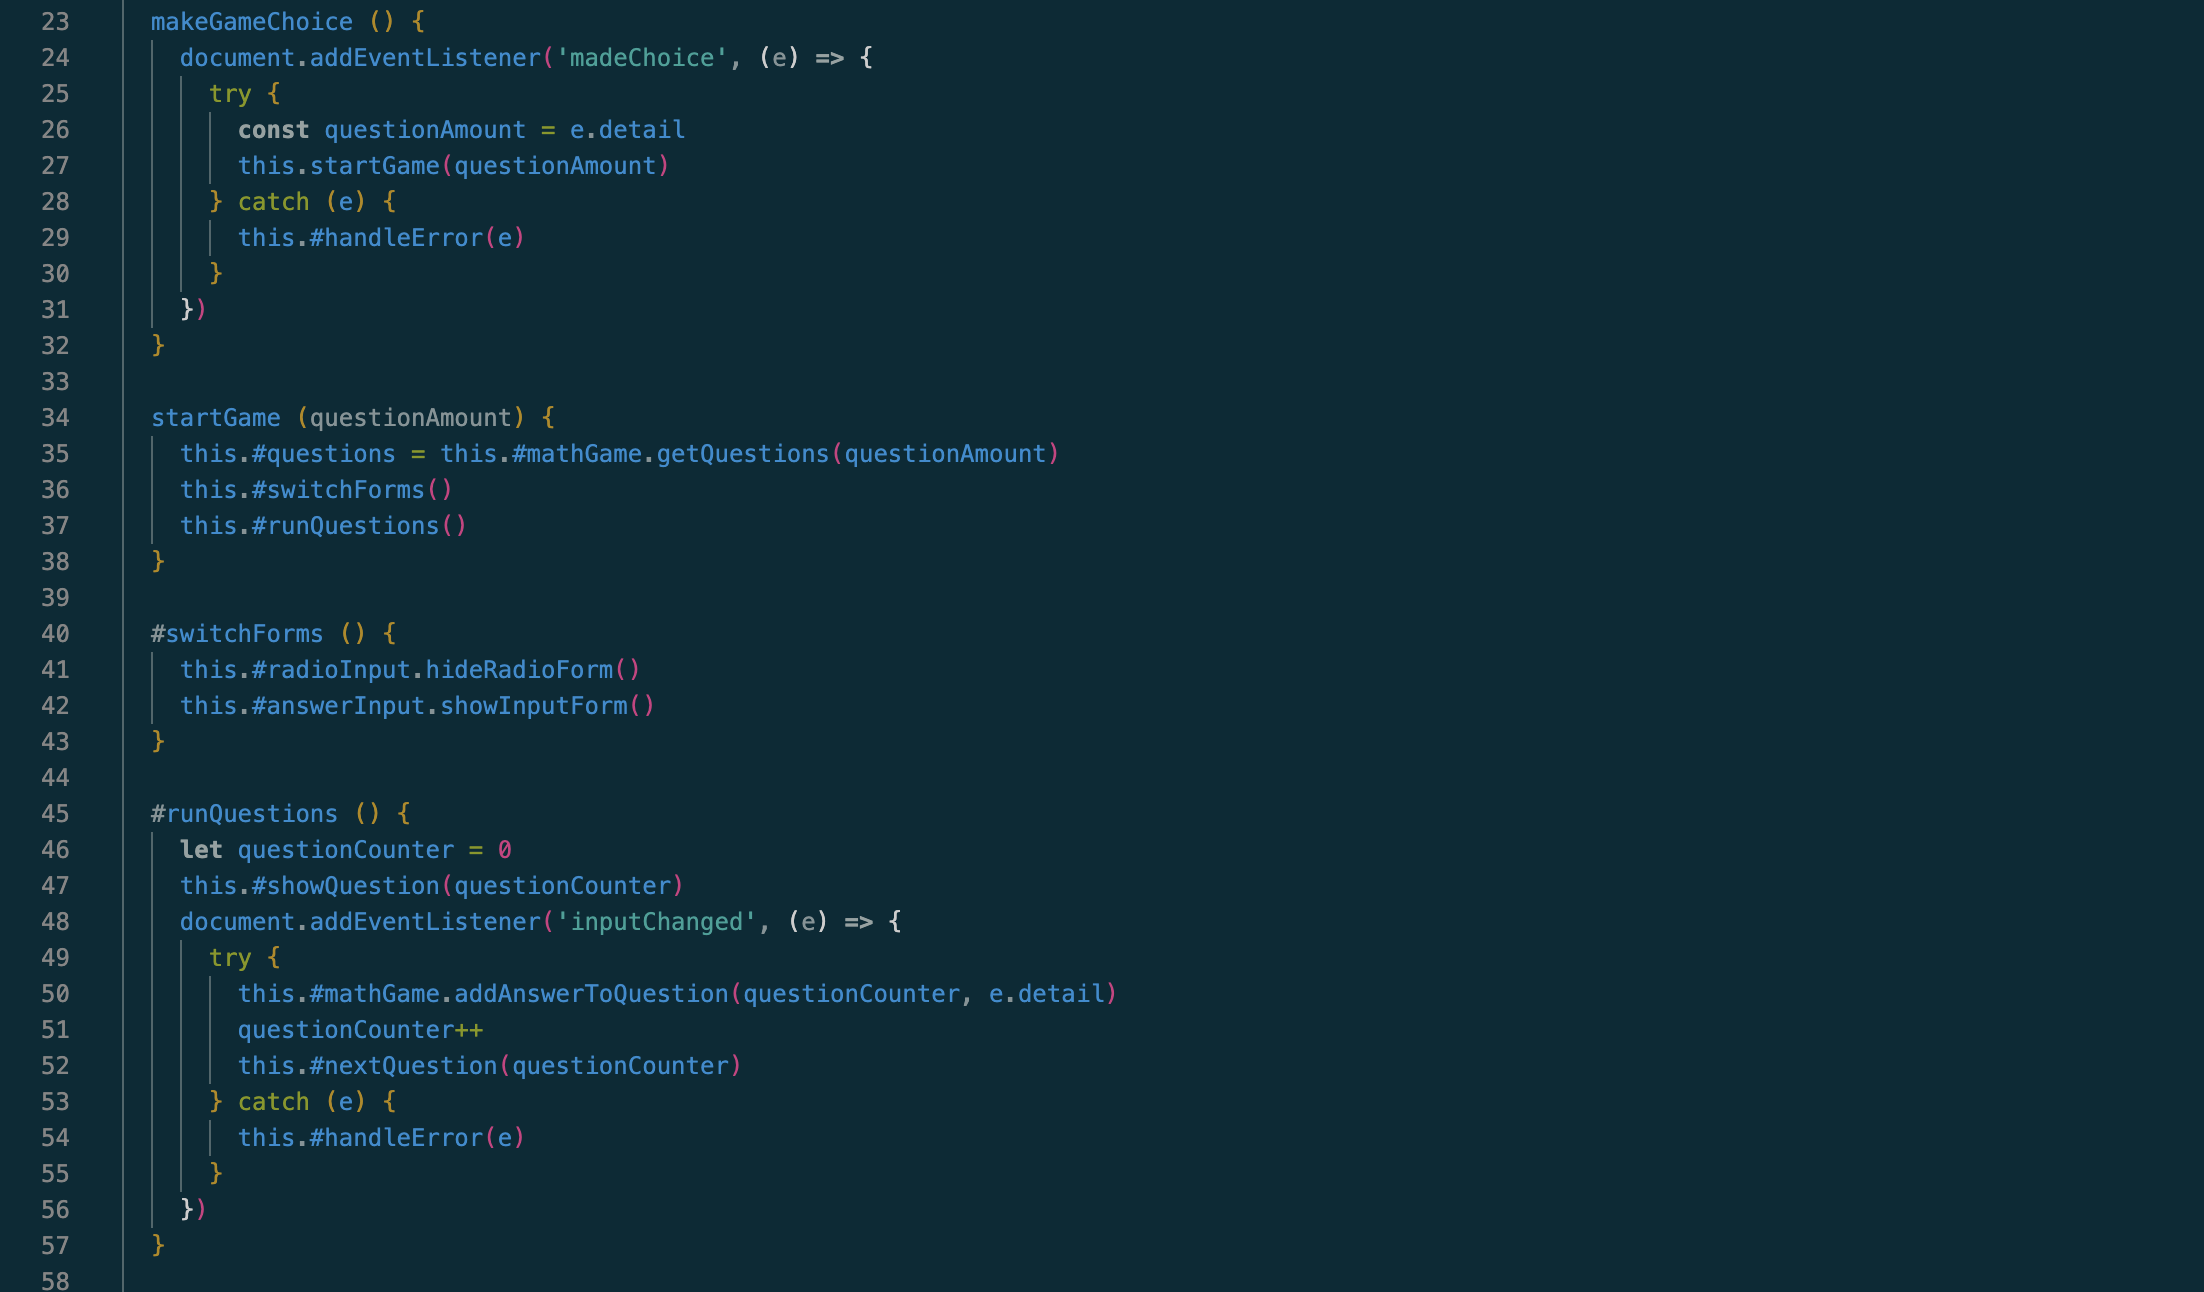 23 makeGameChoice () {
24 document.addEventListener('madeChoice', (e) => {
25 try {
26 const questionAmount = e.detail
27 this.startGame(questionAmount)
28 } catch (e) {
29 this.#handleError(e)
30 }
31 })
32 }
33
34 startGame (questionAmount) {
35 this.#questions = this.#mathGame.getQuestions(questionAmount)
36 this.#switchForms()
37 this.#runQuestions()
38 }
39
40 #switchForms () {
41 this.#radioInput.hideRadioForm()
42 this.#answerInput.showInputForm()
43 }
44
45 #runQuestions () {
46 let questionCounter = 0
47 this.#showQuestion(questionCounter)
48 document.addEventListener('inputChanged', (e) => {
49 try {
50 this.#mathGame.addAnswerToQuestion(questionCounter, e.detail)
51 questionCounter++
52 this.#nextQuestion(questionCounter)
53 } catch (e) {
54 this.#handleError(e)
55 }
56 })
57 }
58